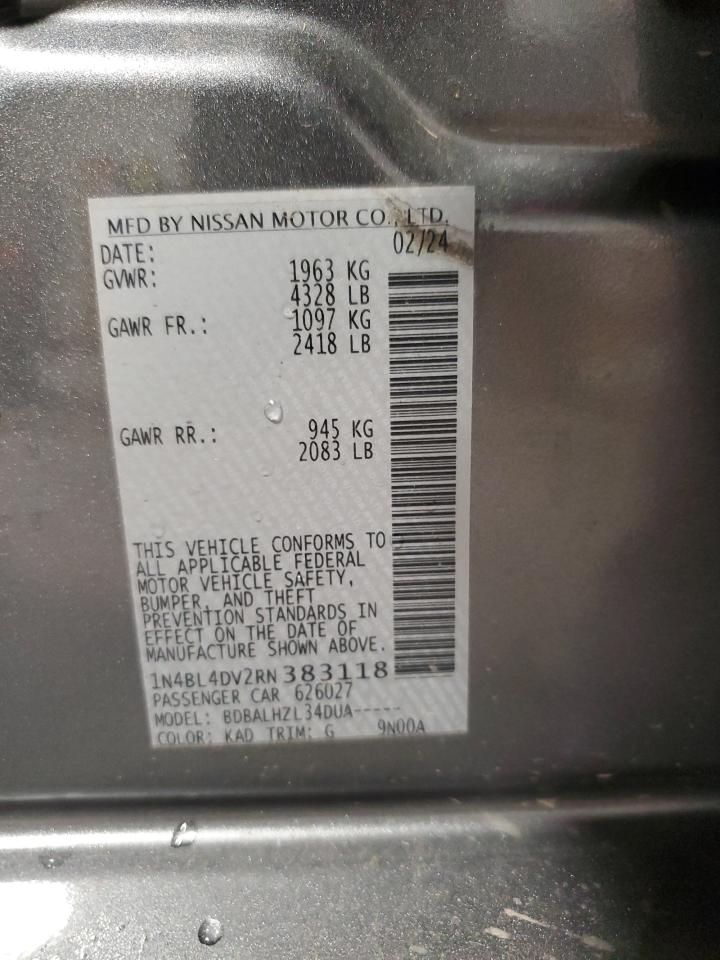 MFD BY NISSAN MOTOR CO., LTD.
DATE: 02/24
GVWR: 1963 KG
4328 LB
GAWR FR.: 1097 KG
2418 LB
GAWR RR.: 945 KG
2083 LB
THIS VEHICLE CONFORMS TO
ALL APPLICABLE FEDERAL
MOTOR VEHICLE SAFETY,
BUMPER, AND THEFT
PREVENTION STANDARDS IN
EFFECT ON THE DATE OF
MANUFACTURE SHOWN ABOVE.
1N4BL4DV2RN383118
PASSENGER CAR 626027
MODEL: BDBALHZL34DUA-----
COLOR: KAD TRIM: G 9N00A